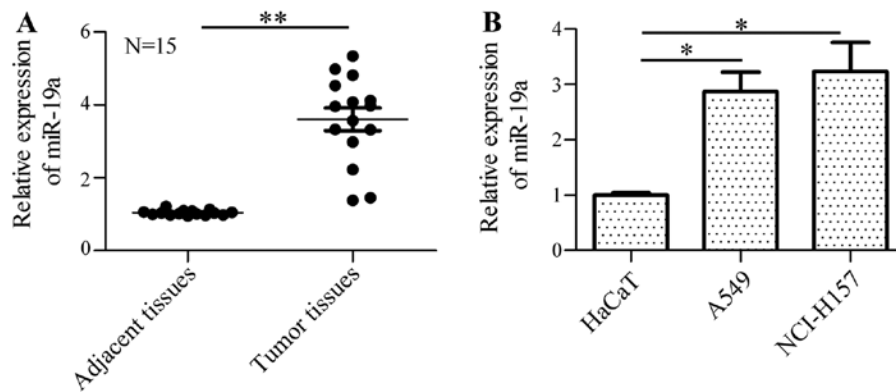 A
Relative expression
of miR-19a
6
4
2
0
N=15
**
Adjacent tissues
Tumor tissues
B
Relative expression
of miR-19a
4
3
2
1
0
*
*
HaCaT
A549
NCI-H157